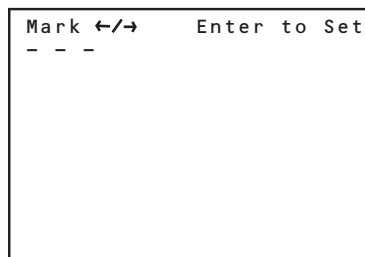 Mark ←/→ Enter to Set
– – –